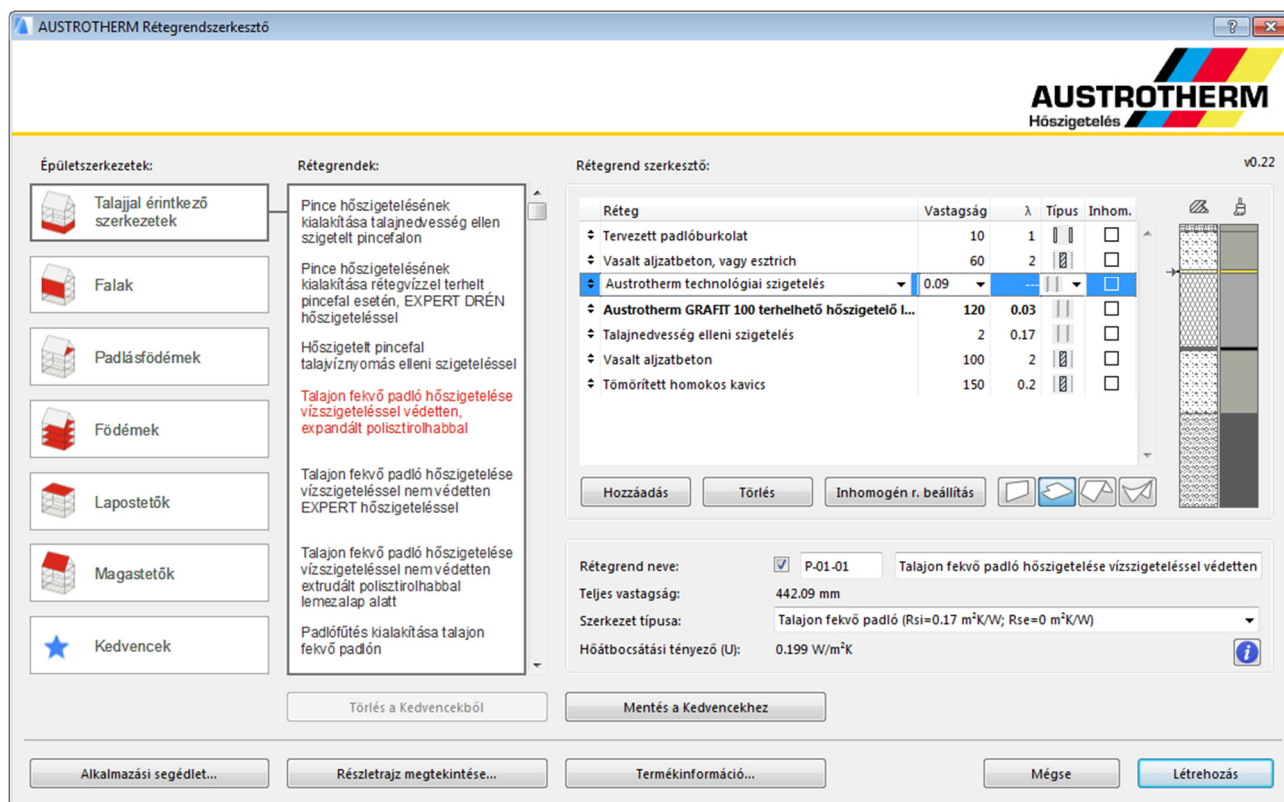 AUSTROTHERM Rétegrendszerkesztő
AUSTROTHERM
Hőszigetelés
Épületszerkezetek:
Rétegrendek:
Rétegrend szerkesztő:
v0.22
Talajjal érintkező
szerkezetek
Falak
Padlásfödémek
Födémek
Lapostetők
Magastetők
Kedvencek
Pince hőszigetelésének
kialakítása talajnedvesség ellen
szigetelt pincefalon
Pince hőszigetelésének
kialakítása rétegvízzel terhelt
pincefal esetén, EXPERT DRÉN
hőszigeteléssel
Hőszigetelt pincefal
talajvíznyomás elleni szigeteléssel
Talajon fekvő padló hőszigetelése
vízszigeteléssel védetten,
expandált polisztirolhabbal
Talajon fekvő padló hőszigetelése
vízszigeteléssel nem védetten
EXPERT hőszigeteléssel
Talajon fekvő padló hőszigetelése
vízszigeteléssel nem védetten
extrudált polisztirolhabbal
lemezalap alatt
Padlófűtés kialakítása talajon
fekvő padlón
Törlés a Kedvencekből
Réteg Vastagság λ Típus Inhom.
Tervezett padlóburkolat 10 1
Vasalt aljzatbeton, vagy esztrich 60 2
Austrotherm technológiai szigetelés 0.09 ---
Austrotherm GRAFIT 100 terhelhető hőszigetelő l... 120 0.03
Talajnedvesség elleni szigetelés 2 0.17
Vasalt aljzatbeton 100 2
Tömörített homokos kavics 150 0.2
Hozzáadás Törlés Inhomogén r. beállítás
Rétegrend neve: P-01-01 Talajon fekvő padló hőszigetelése vízszigeteléssel védetten
Teljes vastagság: 442.09 mm
Szerkezet típusa: Talajon fekvő padló (Rsi=0.17 m²K/W; Rse=0 m²K/W)
Hőátbocsátási tényező (U): 0.199 W/m²K
Mentés a Kedvencekhez
Alkalmazási segédlet... Részletrajz megtekintése... Termékinformáció... Mégse Létrehozás